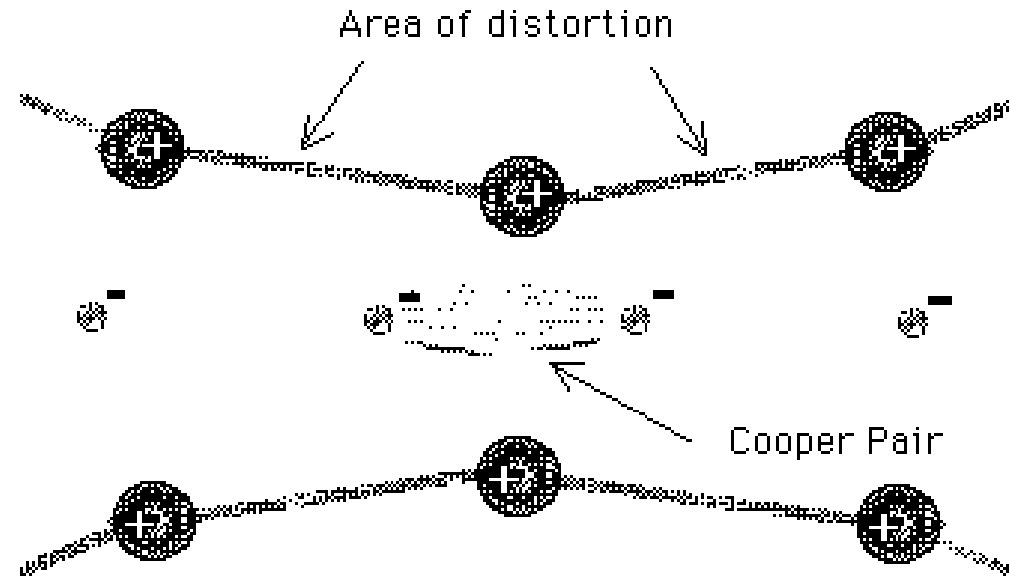 Area of distortion
+ + +
- - - -
Cooper Pair
+ + +